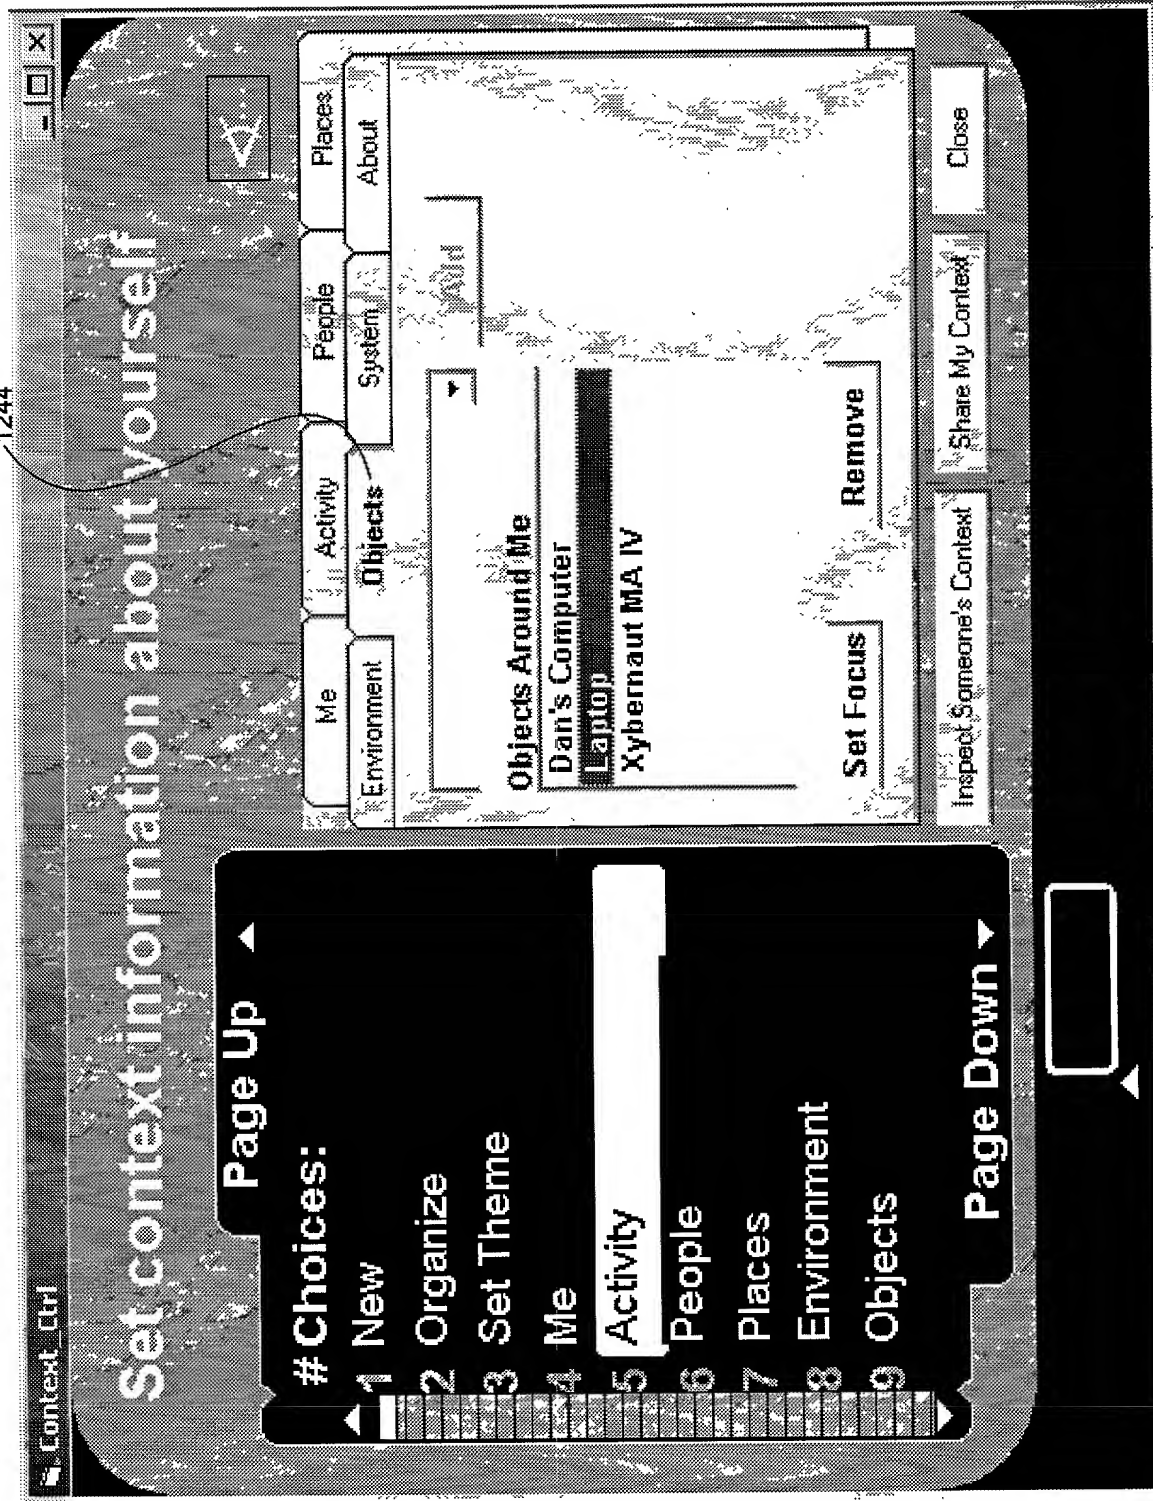 1244
Context_Ctrl
Set context information about yourself
Page Up
# Choices:
1 New
2 Organize
3 Set Theme
4 Me
5 Activity
6 People
7 Places
8 Environment
9 Objects
Page Down
Me Activity People Places
Environment Objects System About
Add
Objects Around Me
Dan's Computer
Laptop
Xybernaut MA IV
Set Focus Remove
Inspect Someone's Context Share My Context Close